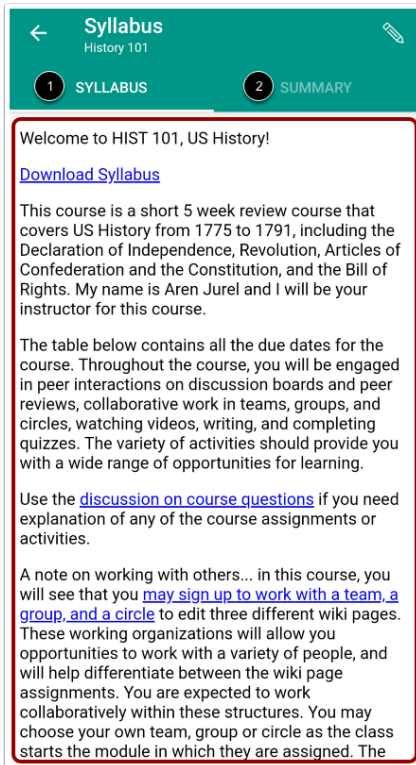 Syllabus
History 101
1 SYLLABUS 2 SUMMARY
Welcome to HIST 101, US History!
Download Syllabus
This course is a short 5 week review course that
covers US History from 1775 to 1791, including the
Declaration of Independence, Revolution, Articles of
Confederation and the Constitution, and the Bill of
Rights. My name is Aren Jurel and I will be your
instructor for this course.
The table below contains all the due dates for the
course. Throughout the course, you will be engaged
in peer interactions on discussion boards and peer
reviews, collaborative work in teams, groups, and
circles, watching videos, writing, and completing
quizzes. The variety of activities should provide you
with a wide range of opportunities for learning.
Use the discussion on course questions if you need
explanation of any of the course assignments or
activities.
A note on working with others... in this course, you
will see that you may sign up to work with a team, a
group, and a circle to edit three different wiki pages.
These working organizations will allow you
opportunities to work with a variety of people, and
will help differentiate between the wiki page
assignments. You are expected to work
collaboratively within these structures. You may
choose your own team, group or circle as the class
starts the module in which they are assigned. The